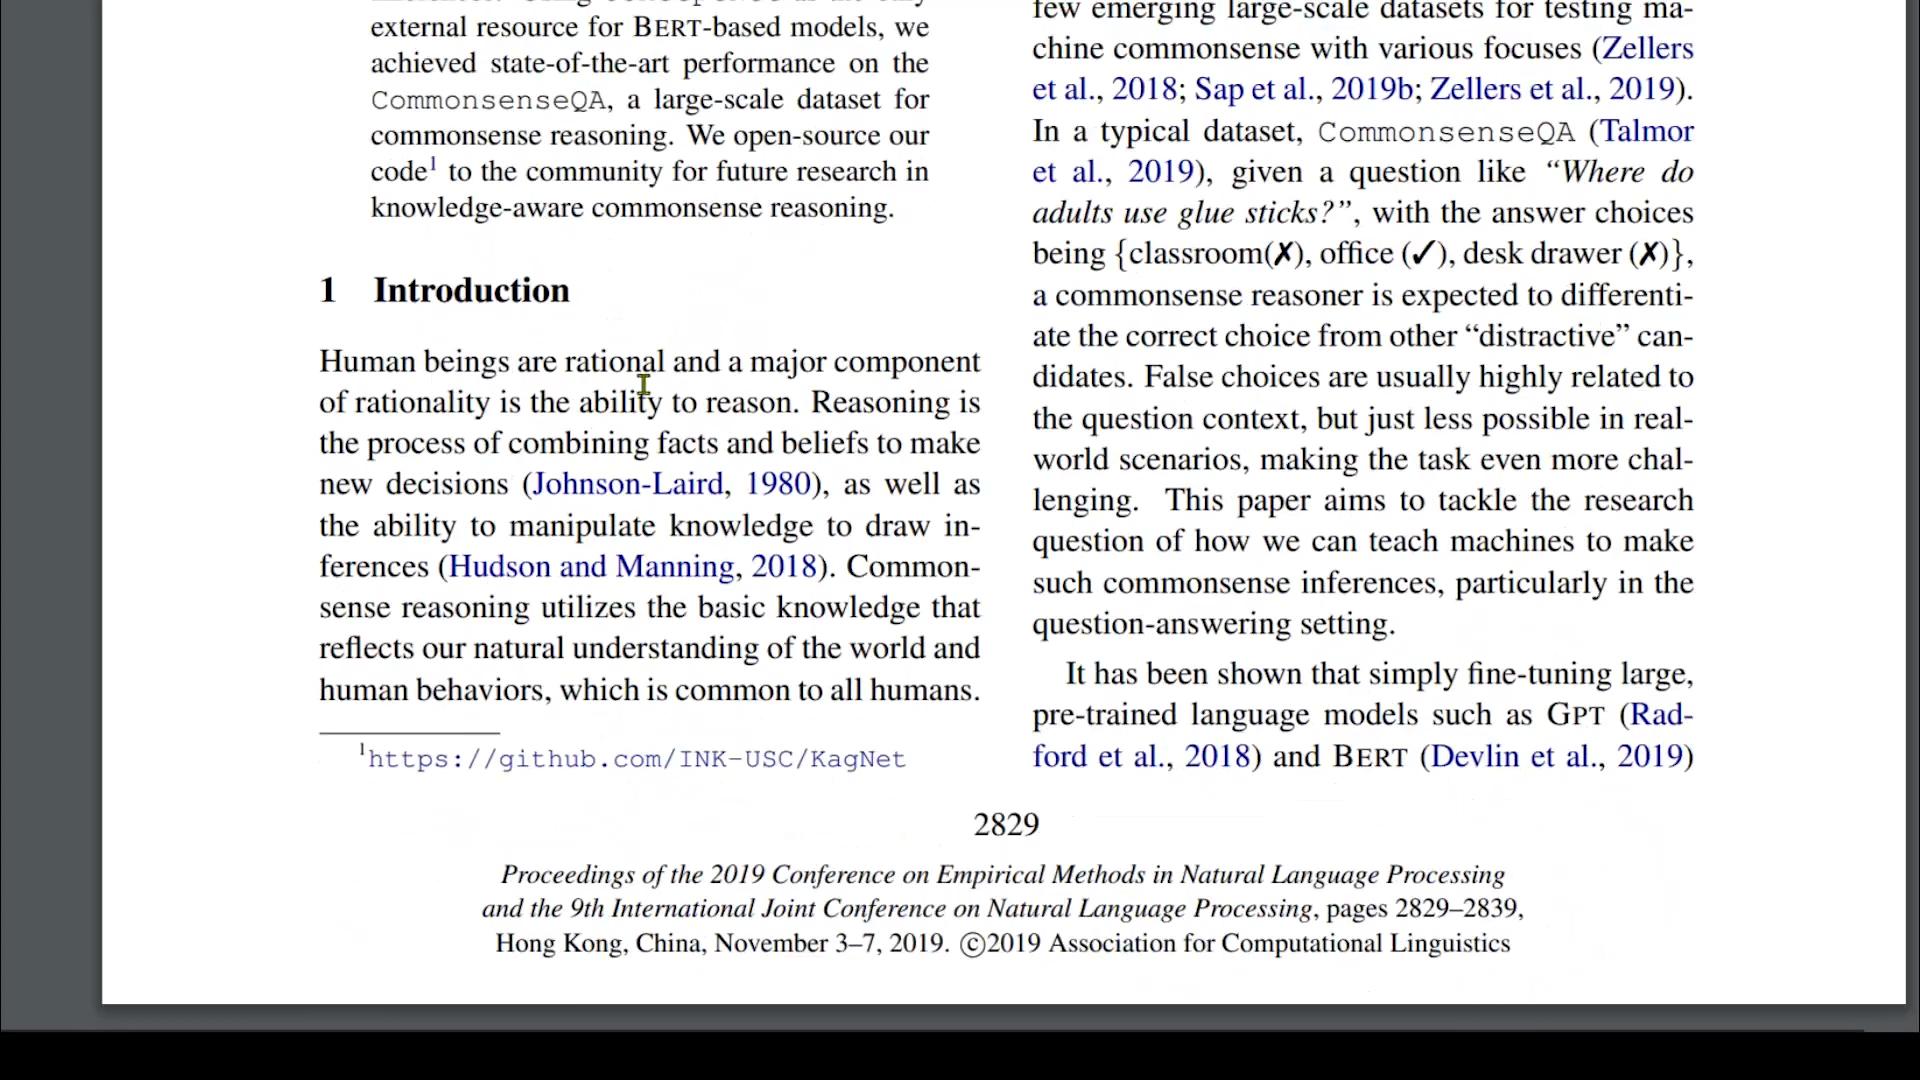 external resource for BERT-based models, we
achieved state-of-the-art performance on the
CommonsenseQA, a large-scale dataset for
commonsense reasoning. We open-source our
code1 to the community for future research in
knowledge-aware commonsense reasoning.
1 Introduction
Human beings are rational and a major component
of rationality is the ability to reason. Reasoning is
the process of combining facts and beliefs to make
new decisions (Johnson-Laird, 1980), as well as
the ability to manipulate knowledge to draw in-
ferences (Hudson and Manning, 2018). Common-
sense reasoning utilizes the basic knowledge that
reflects our natural understanding of the world and
human behaviors, which is common to all humans.
1https://github.com/INK-USC/KagNet
few emerging large-scale datasets for testing ma-
chine commonsense with various focuses (Zellers
et al., 2018; Sap et al., 2019b; Zellers et al., 2019).
In a typical dataset, CommonsenseQA (Talmor
et al., 2019), given a question like “Where do
adults use glue sticks?”, with the answer choices
being {classroom(✗), office (✓), desk drawer (✗)},
a commonsense reasoner is expected to differenti-
ate the correct choice from other “distractive” can-
didates. False choices are usually highly related to
the question context, but just less possible in real-
world scenarios, making the task even more chal-
lenging. This paper aims to tackle the research
question of how we can teach machines to make
such commonsense inferences, particularly in the
question-answering setting.
It has been shown that simply fine-tuning large,
pre-trained language models such as GPT (Rad-
ford et al., 2018) and BERT (Devlin et al., 2019)
2829
Proceedings of the 2019 Conference on Empirical Methods in Natural Language Processing
and the 9th International Joint Conference on Natural Language Processing, pages 2829–2839,
Hong Kong, China, November 3–7, 2019. ©2019 Association for Computational Linguistics